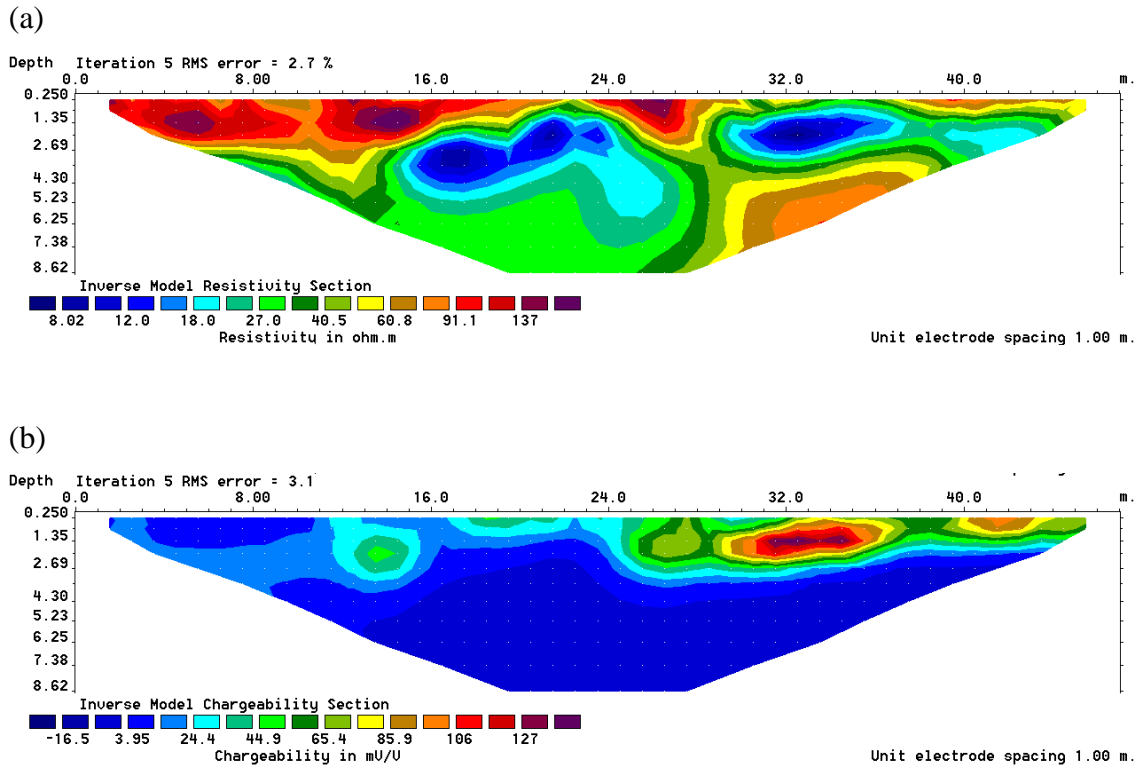 (a)
Depth Iteration 5 RMS error = 2.7 %
0.0 8.00 16.0 24.0 32.0 40.0 m.
0.250
1.35
2.69
4.30
5.23
6.25
7.38
8.62
Inverse Model Resistivity Section
8.02 12.0 18.0 27.0 40.5 60.8 91.1 137
Resistivity in ohm.m Unit electrode spacing 1.00 m.
(b)
Depth Iteration 5 RMS error = 3.1
0.0 8.00 16.0 24.0 32.0 40.0 m.
0.250
1.35
2.69
4.30
5.23
6.25
7.38
8.62
Inverse Model Chargeability Section
-16.5 3.95 24.4 44.9 65.4 85.9 106 127
Chargeability in mV/V Unit electrode spacing 1.00 m.